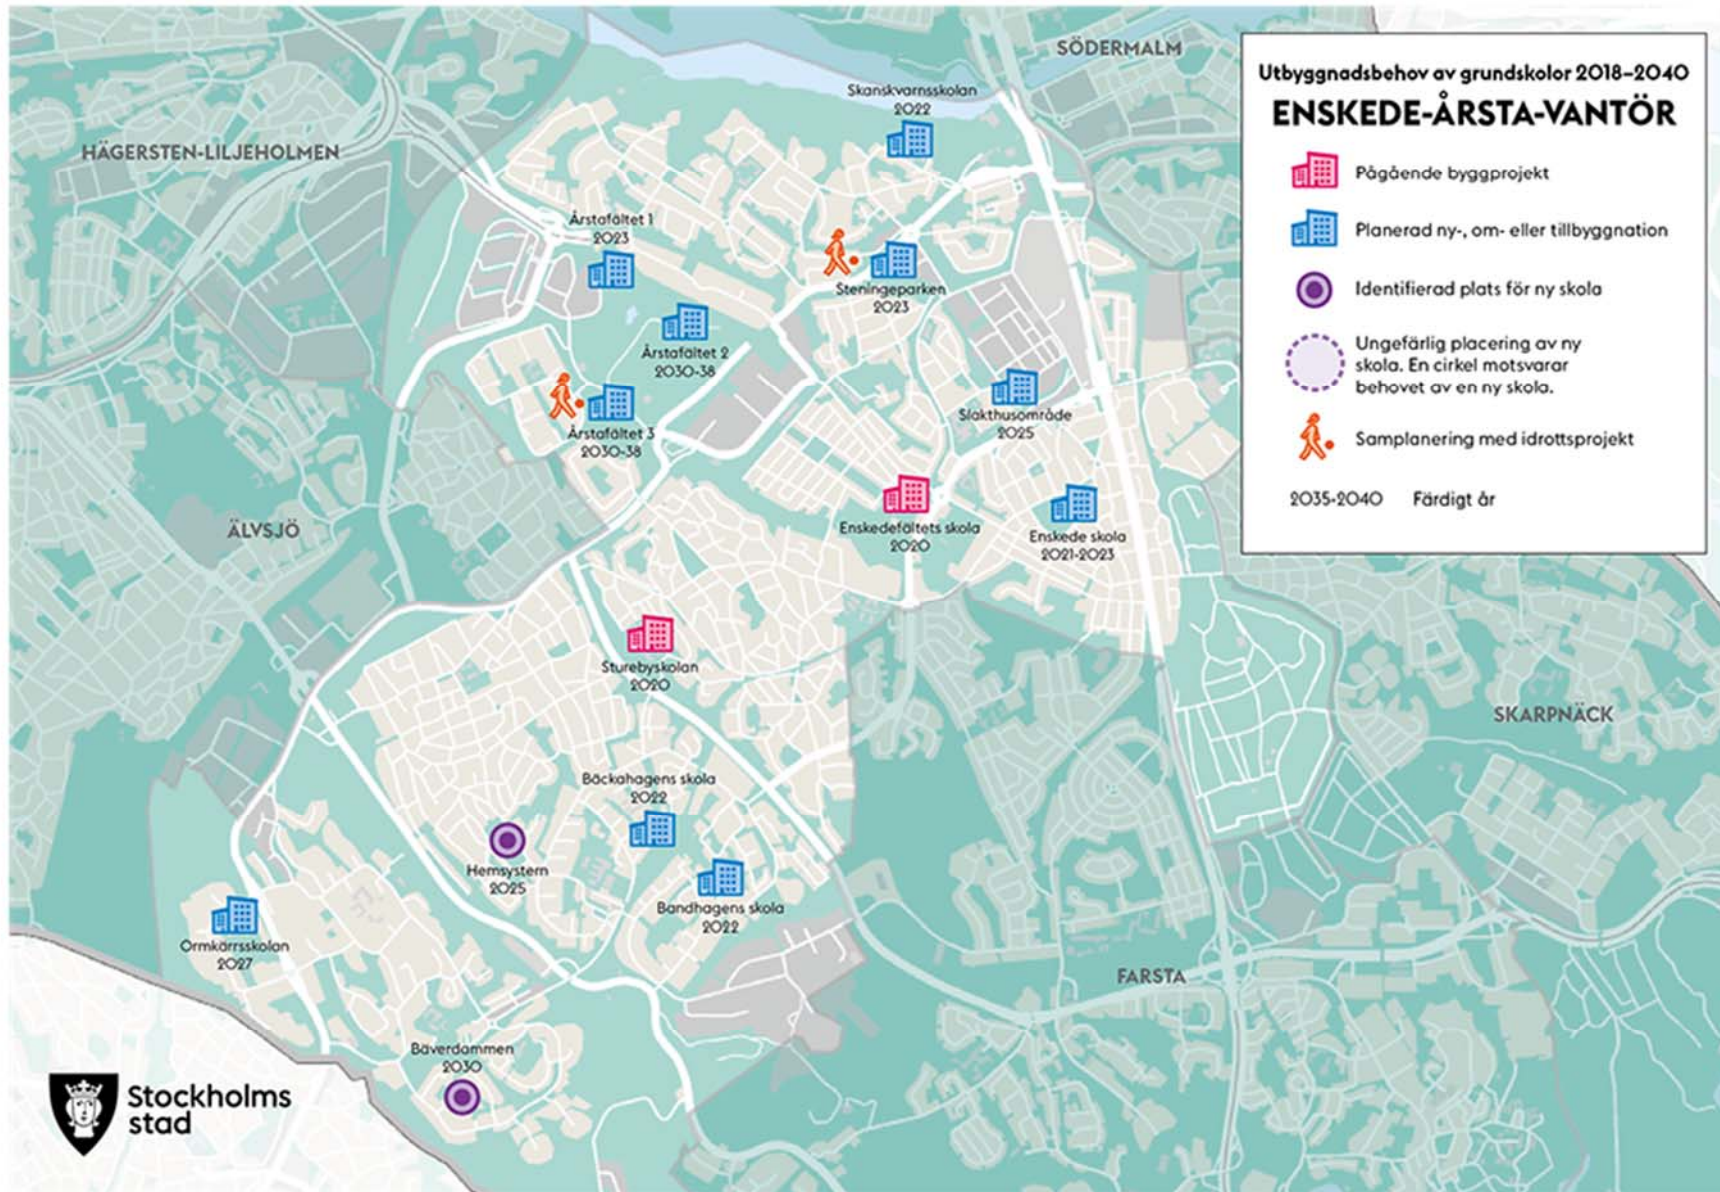 SÖDERMALM
Utbyggnadsbehov av grundskolor 2018–2040
ENSKEDE-ÅRSTA-VANTÖR
Pågående byggprojekt
Planerad ny-, om- eller tillbyggnation
Identifierad plats för ny skola
Ungefärlig placering av ny
skola. En cirkel motsvarar
behovet av en ny skola.
Samplanering med idrottsprojekt
2035-2040 Färdigt år
Skanskvarnsskolan
2022
HÄGERSTEN-LILJEHOLMEN
Årstafältet 1
2023
Steningeparken
2023
Årstafältet 2
2030-38
Årstafältet 3
2030-38
Slakthusområde
2025
Enskedefältets skola
2020
Enskede skola
2021-2023
ÄLVSJÖ
Sturebyskolan
2020
SKARPNÄCK
Bäckahagens skola
2022
Hemsystern
2025
Bandhagens skola
2022
Ormkärrsskolan
2027
FARSTA
Bäverdammen
2030
Stockholms
stad